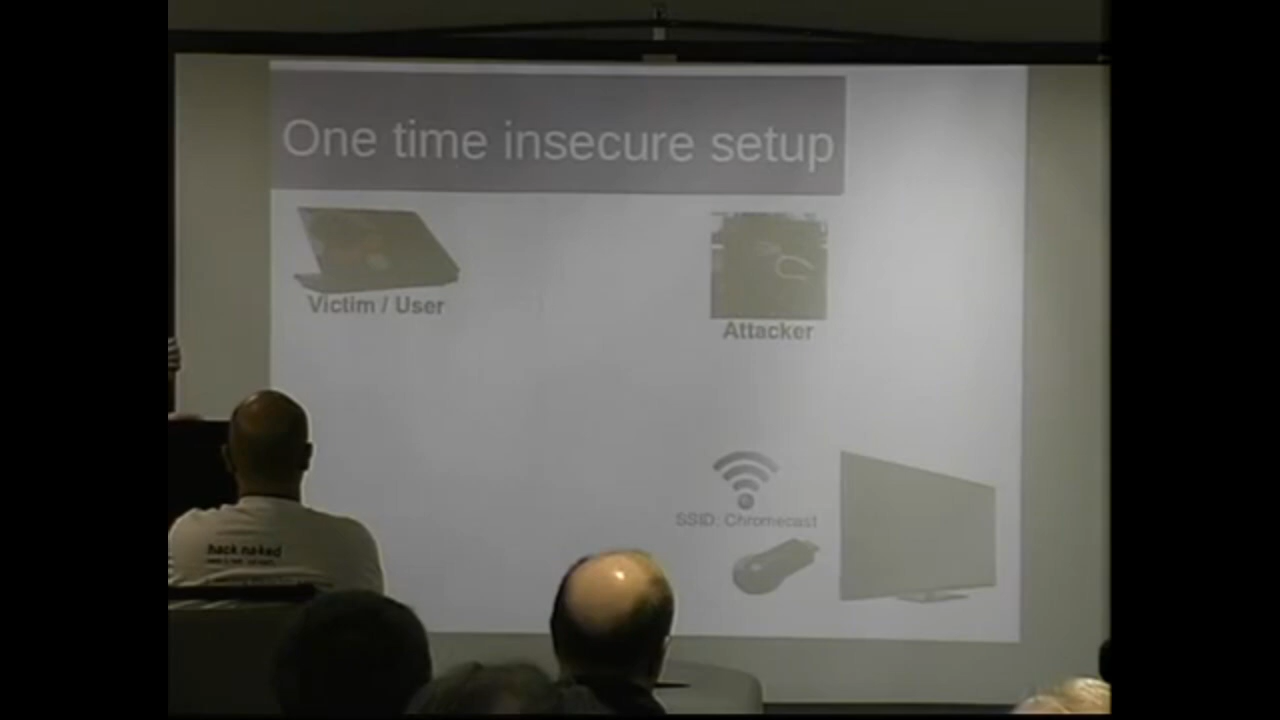 One time insecure setup
Victim / User
Attacker
SSID: Chromecast
hack naked